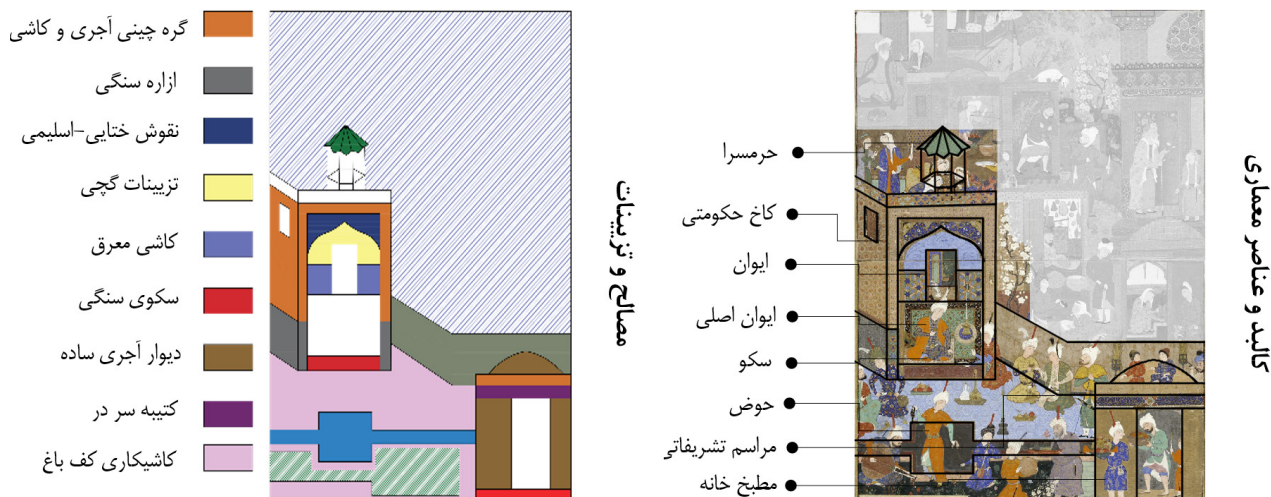 کالبد و عناصر معماری
حرمسرا
کاخ حکومتی
ایوان
ایوان اصلی
سکو
حوض
مراسم تشریفاتی
مطبخ خانه
مصالح و تزیینات
گره چینی آجری و کاشی
ازاره سنگی
نقوش ختایی-اسلیمی
تزیینات گچی
کاشی معرق
سکوی سنگی
دیوار آجری ساده
کتیبه سر در
کاشیکاری کف باغ